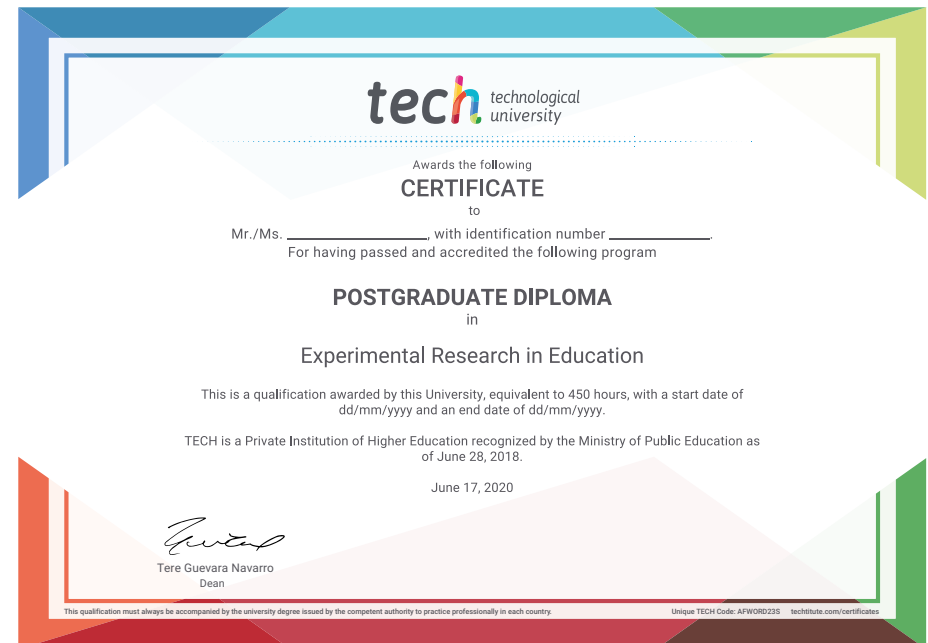 tech technological
university
Awards the following
CERTIFICATE
to
Mr./Ms. ____________________, with identification number ______________.
For having passed and accredited the following program
POSTGRADUATE DIPLOMA
in
Experimental Research in Education
This is a qualification awarded by this University, equivalent to 450 hours, with a start date of
dd/mm/yyyy and an end date of dd/mm/yyyy.
TECH is a Private Institution of Higher Education recognized by the Ministry of Public Education as
of June 28, 2018.
June 17, 2020
Tere Guevara Navarro
Dean
This qualification must always be accompanied by the university degree issued by the competent authority to practice professionally in each country. Unique TECH Code: AFWORD23S techtitute.com/certificates